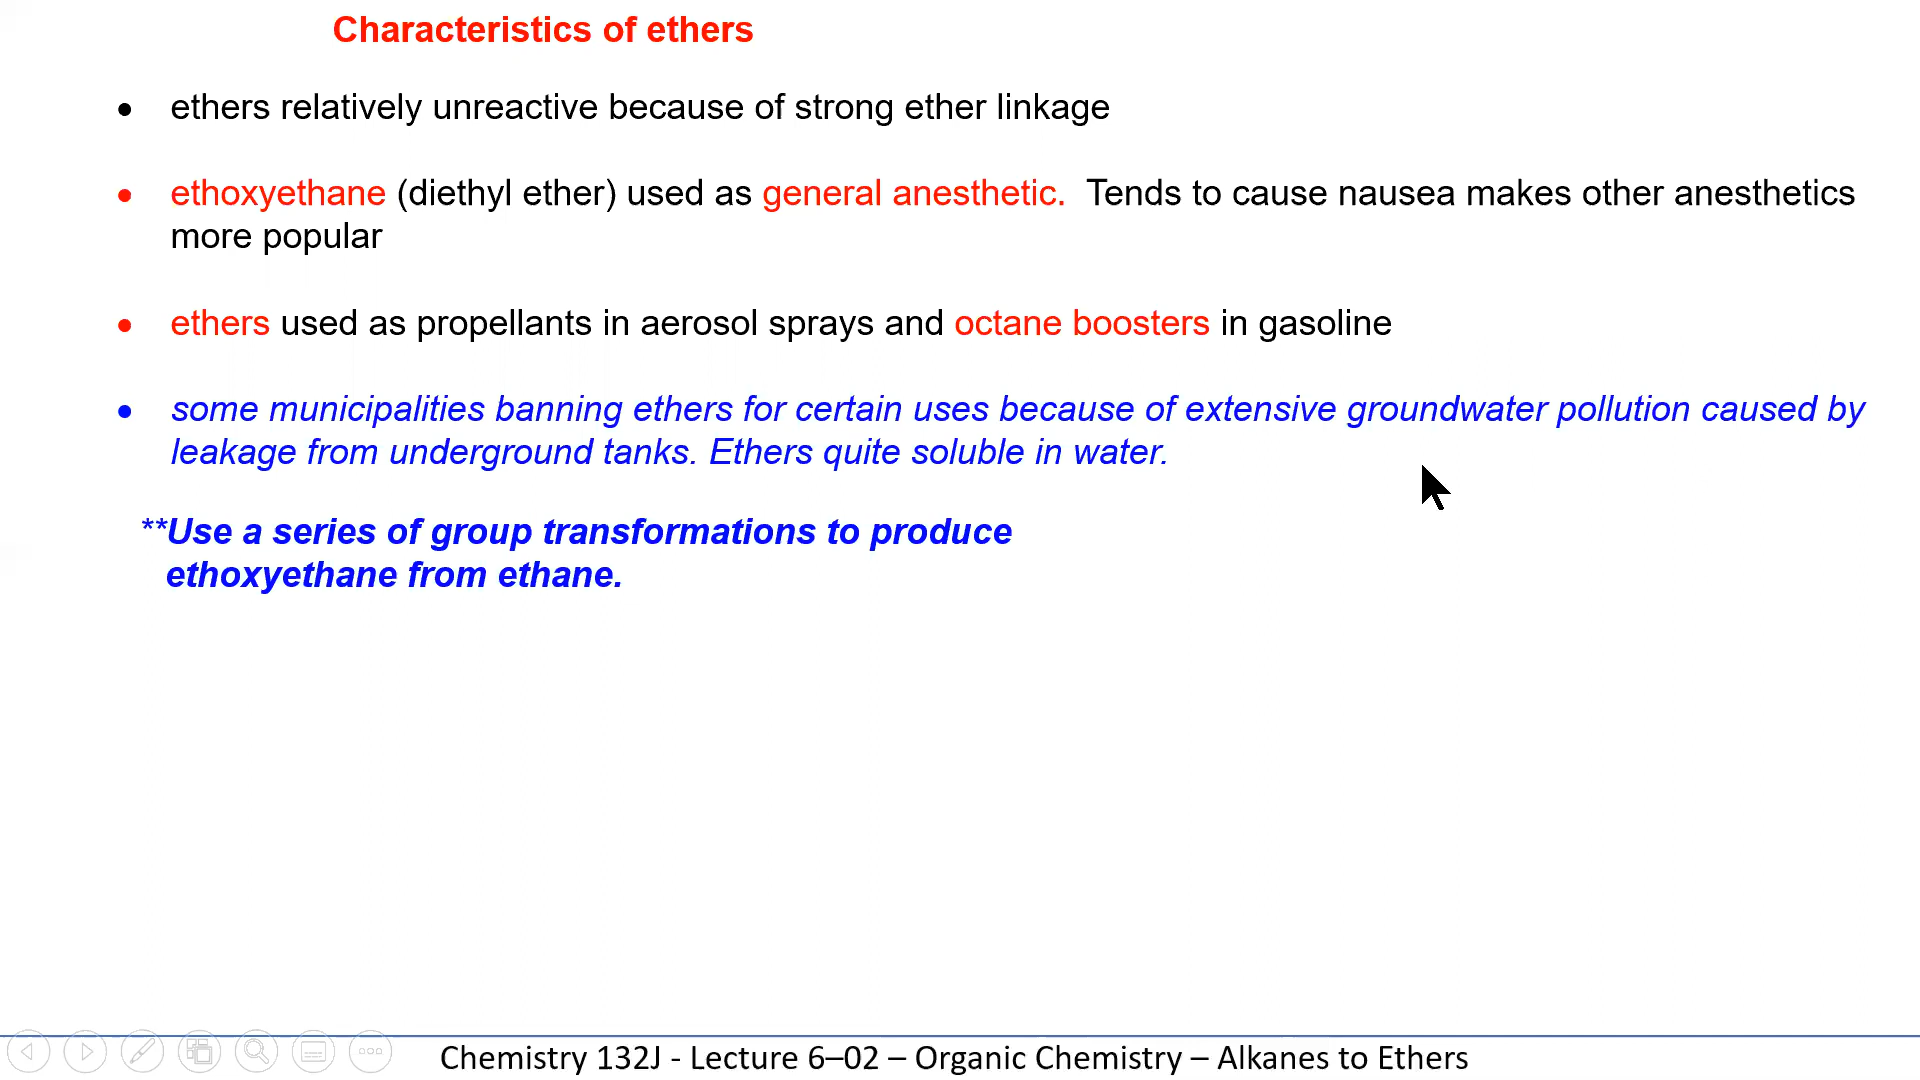 Characteristics of ethers
• ethers relatively unreactive because of strong ether linkage
• ethoxyethane (diethyl ether) used as general anesthetic.  Tends to cause nausea makes other anesthetics
more popular
• ethers used as propellants in aerosol sprays and octane boosters in gasoline
• some municipalities banning ethers for certain uses because of extensive groundwater pollution caused by
leakage from underground tanks. Ethers quite soluble in water.
**Use a series of group transformations to produce
ethoxyethane from ethane.
Chemistry 132J - Lecture 6–02 – Organic Chemistry – Alkanes to Ethers